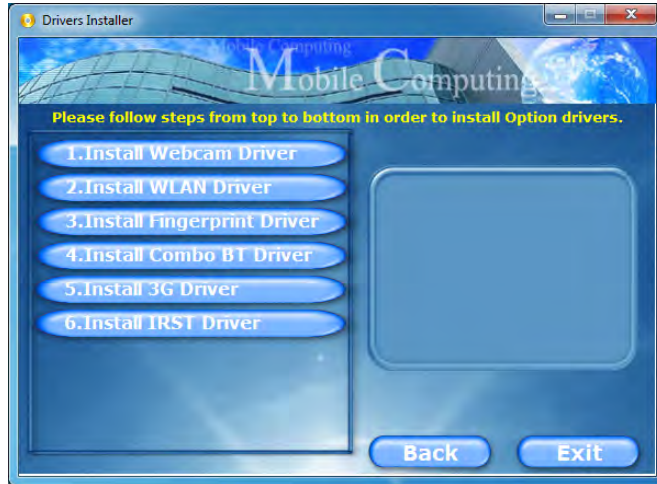 Drivers Installer
Mobile Computing
Mobile Computing
Please follow steps from top to bottom in order to install Option drivers.
1.Install Webcam Driver
2.Install WLAN Driver
3.Install Fingerprint Driver
4.Install Combo BT Driver
5.Install 3G Driver
6.Install IRST Driver
Back
Exit